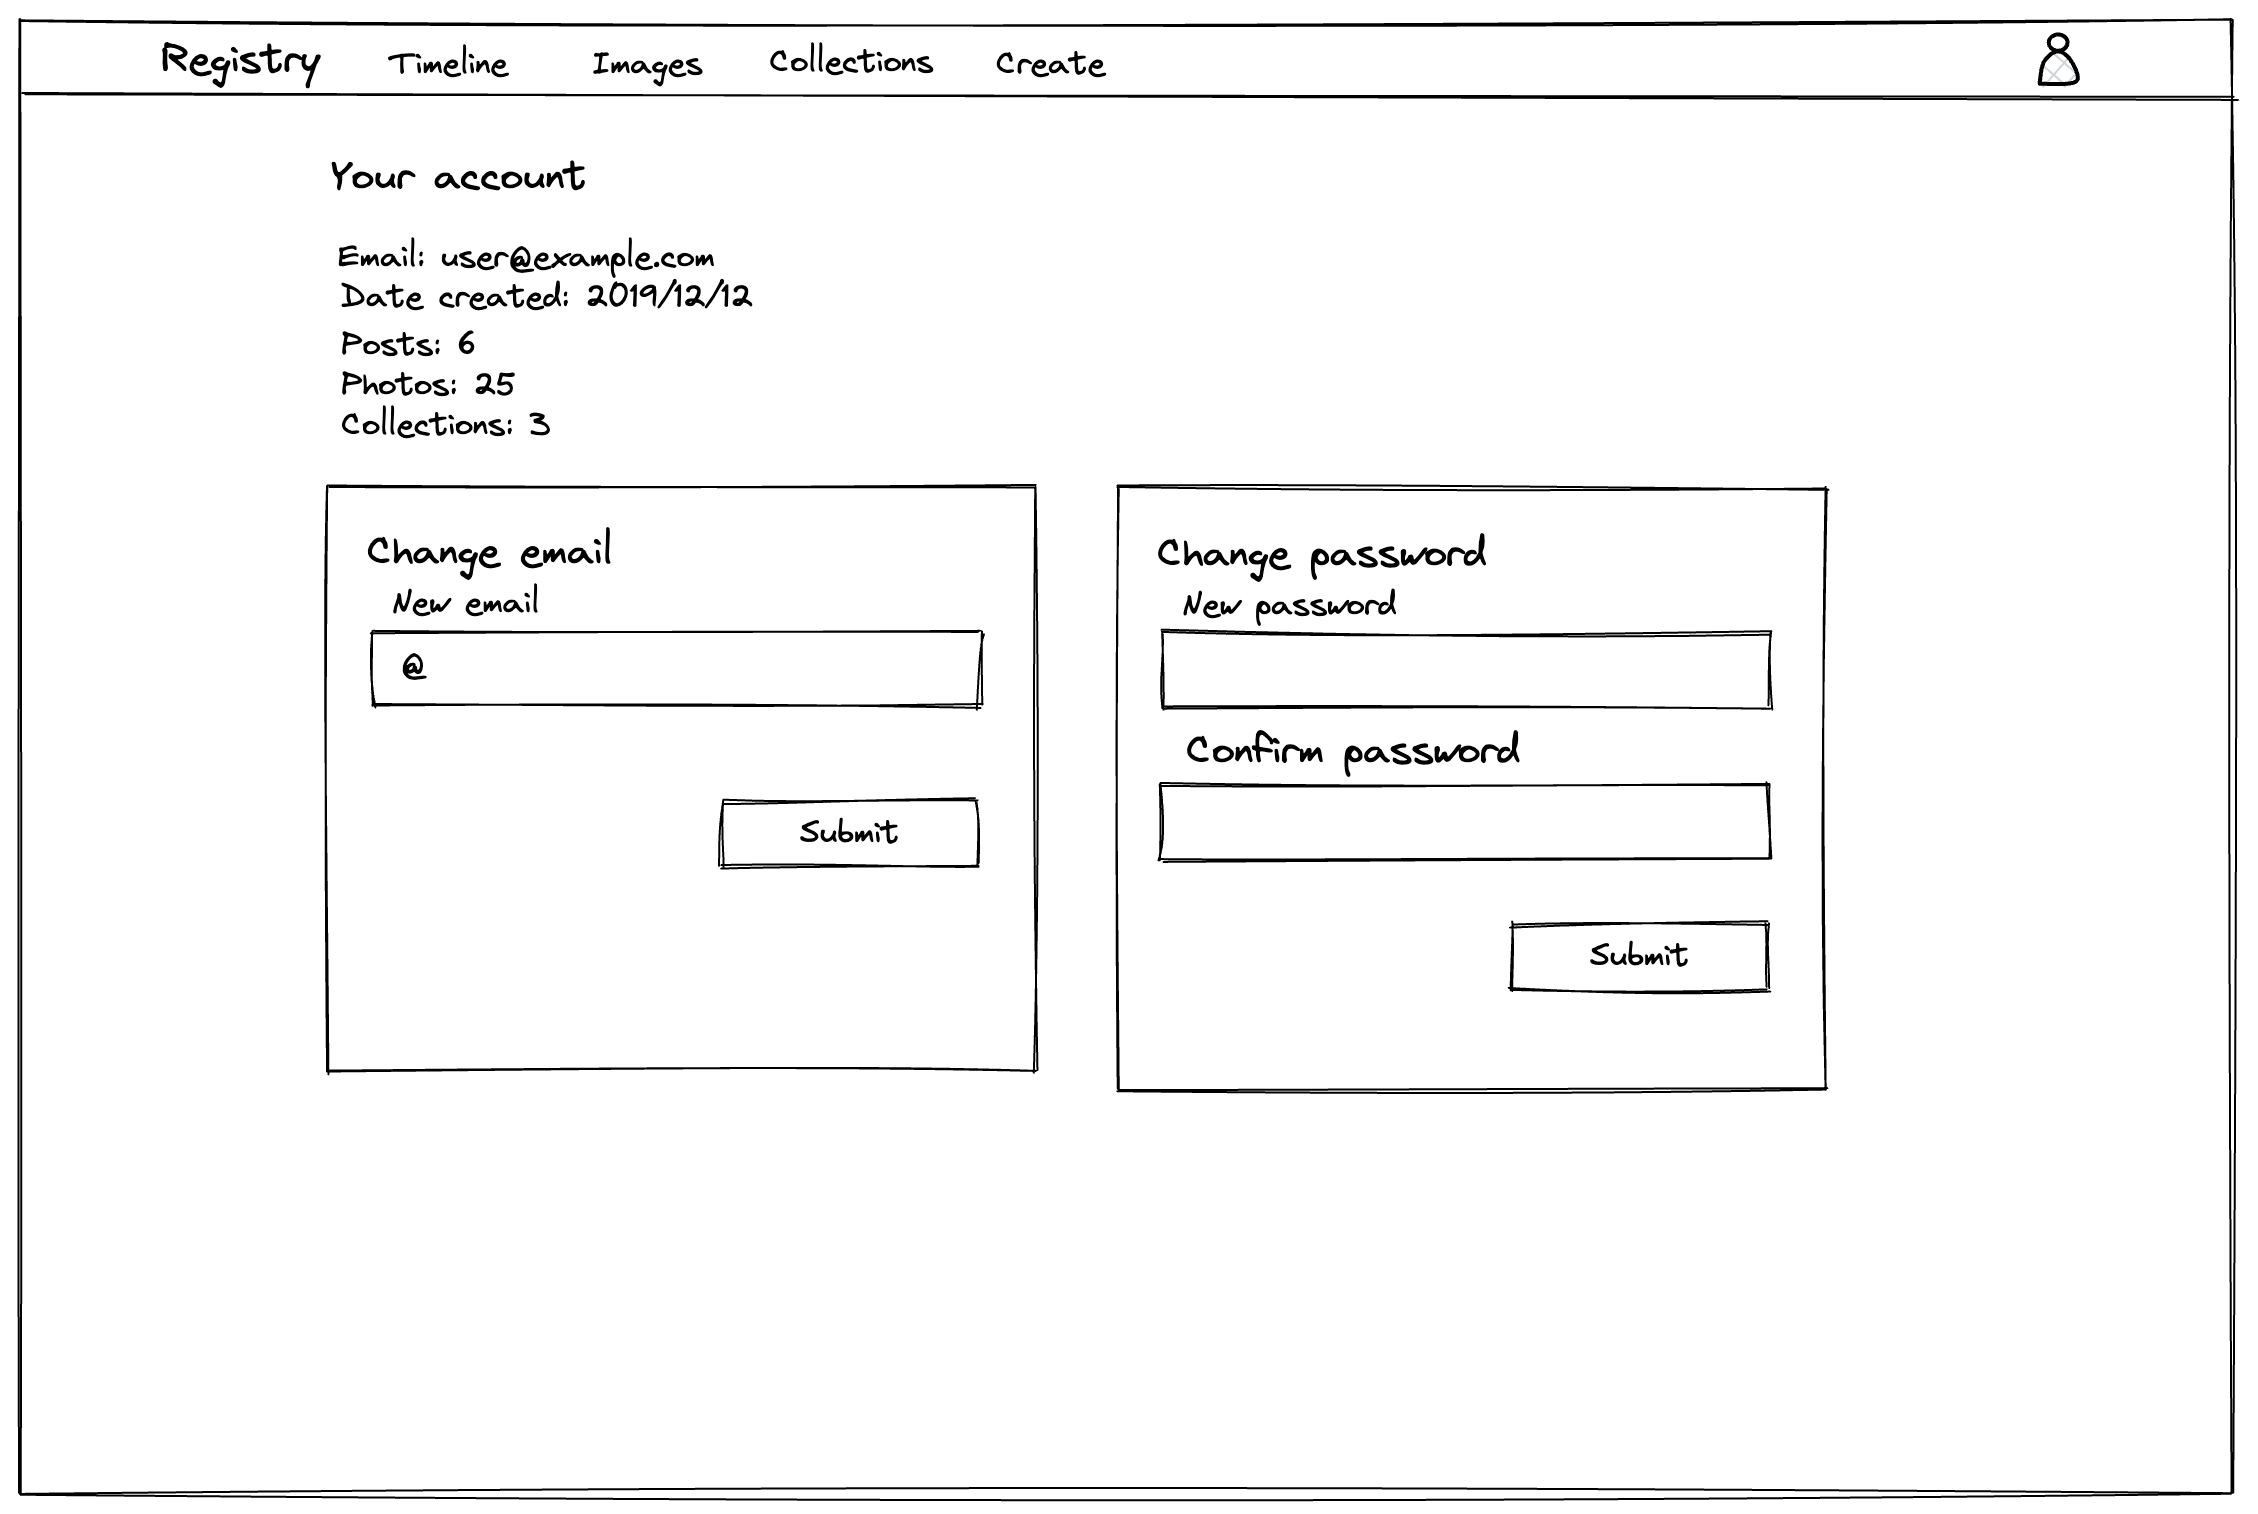 Registry Timeline Images Collections Create
Your account
Email: user@example.com
Date created: 2019/12/12
Posts: 6
Photos: 25
Collections: 3
Change email
New email
@
Submit
Change password
New password
Confirm password
Submit